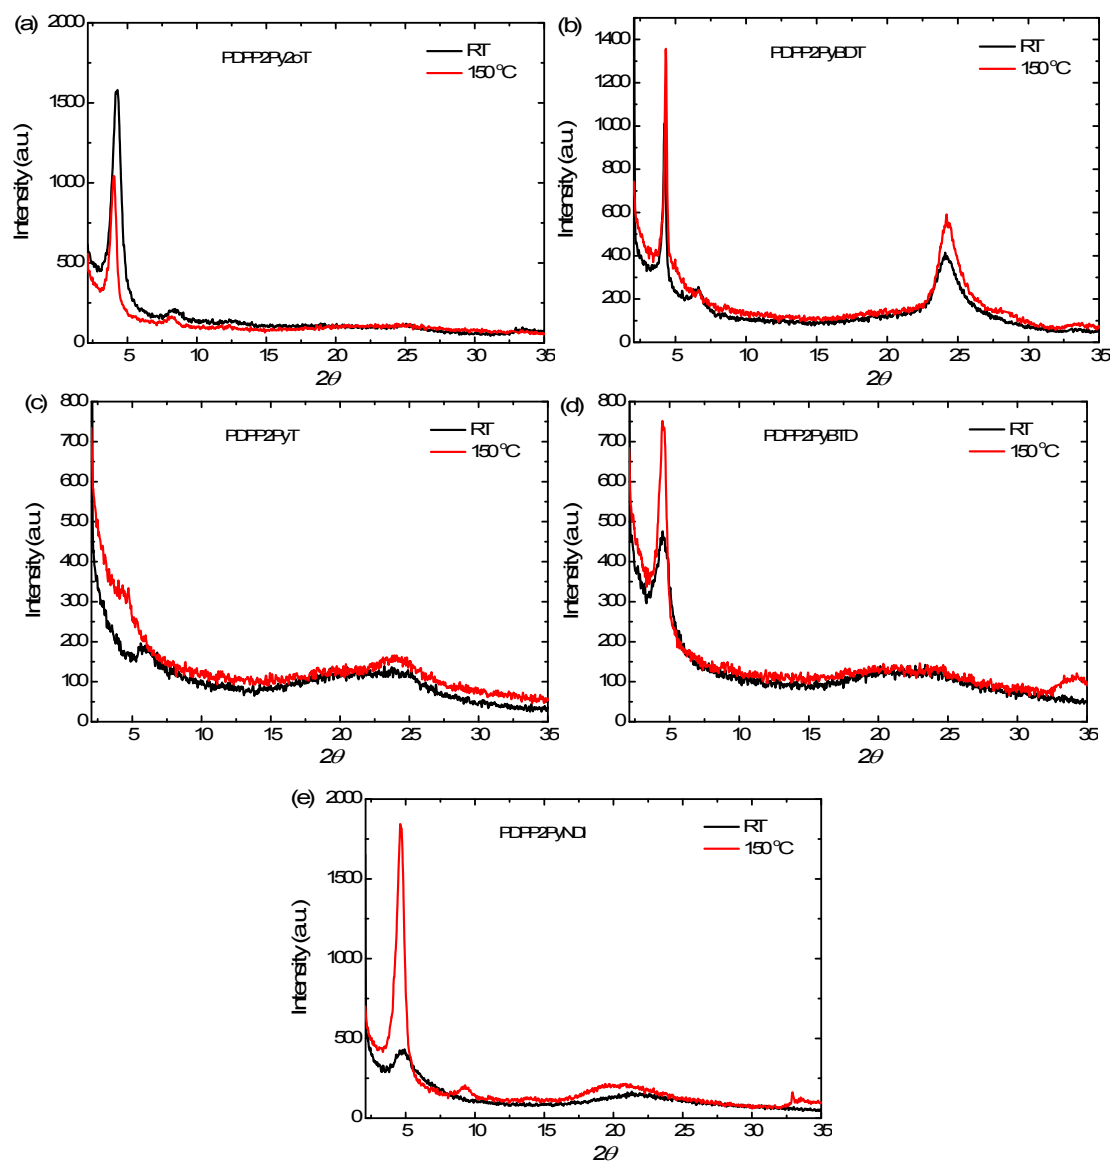 (a)
2000
1500
1000
500
0
5
10
15
20
25
30
35
Intensity (a.u.)
2θ
PDPP2Py2oT
RT
150 °C
(b)
1400
1200
1000
800
600
400
200
0
5
10
15
20
25
30
35
Intensity (a.u.)
2θ
PDPP2PyBDT
RT
150 °C
(c)
800
700
600
500
400
300
200
100
0
5
10
15
20
25
30
35
Intensity (a.u.)
2θ
PDPP2PyT
RT
150 °C
(d)
800
700
600
500
400
300
200
100
0
5
10
15
20
25
30
35
Intensity (a.u.)
2θ
PDPP2PyBTD
RT
150 °C
(e)
2000
1500
1000
500
0
5
10
15
20
25
30
35
Intensity (a.u.)
2θ
PDPP2PyNDI
RT
150 °C